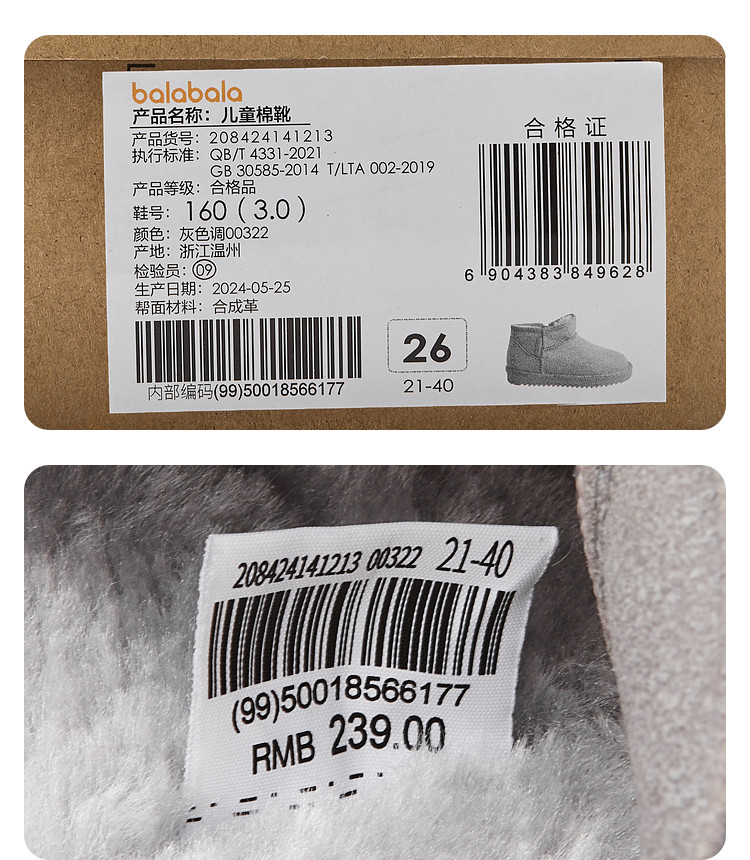 balabala
产品名称：儿童棉靴
产品货号：208424141213
执行标准：QB/T 4331-2021
GB 30585-2014 T/LTA 002-2019
产品等级：合格品
鞋号：160（3.0）
颜色：灰色调00322
产地：浙江温州
检验员：09
生产日期：2024-05-25
帮面材料：合成革
内部编码(99)50018566177
合格证
6 904383 849628
26
21-40
208424141213 00322 21-40
(99)50018566177
RMB 239.00